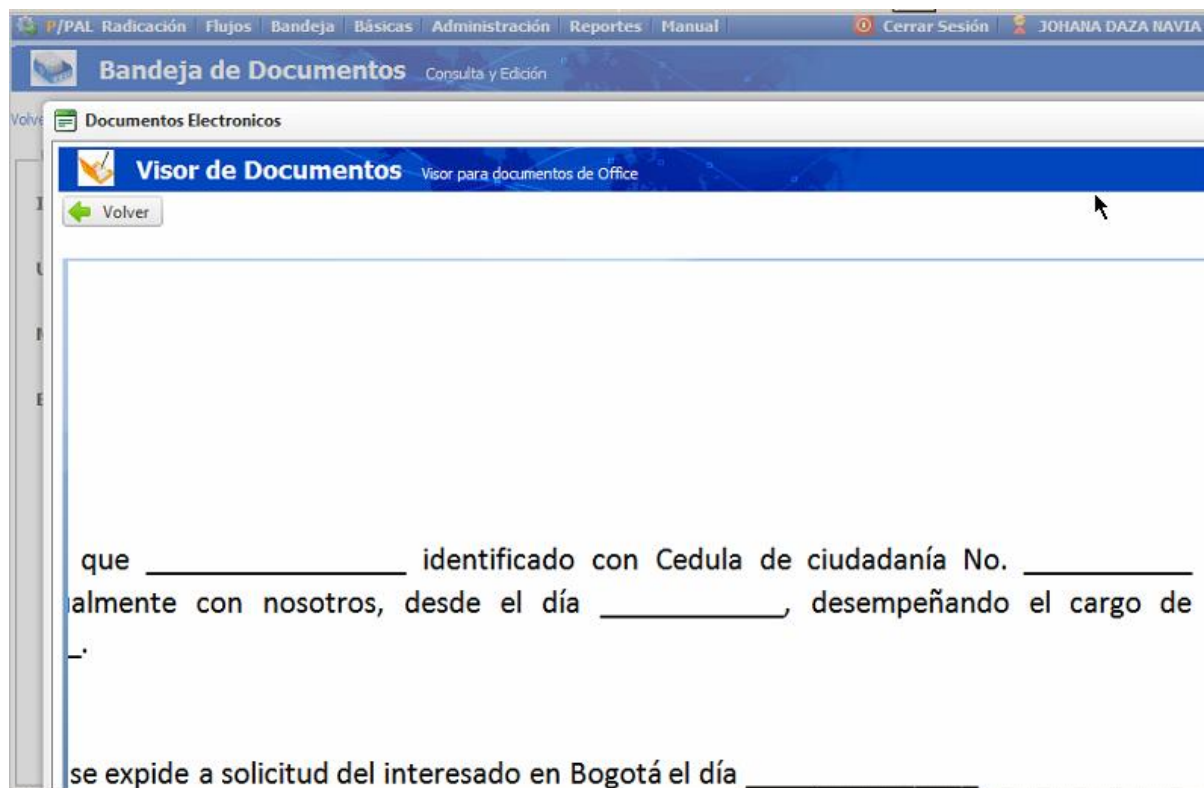 P/PAL Radicación Flujos Bandeja Básicas Administración Reportes Manual Cerrar Sesión JOHANA DAZA NAVIA
Bandeja de Documentos Consulta y Edición
Volve
Documentos Electronicos
Visor de Documentos Visor para documentos de Office
Volver
que __________________ identificado con Cedula de ciudadanía No. ____________
almente con nosotros, desde el día _____________, desempeñando el cargo de
_.
se expide a solicitud del interesado en Bogotá el día ________________